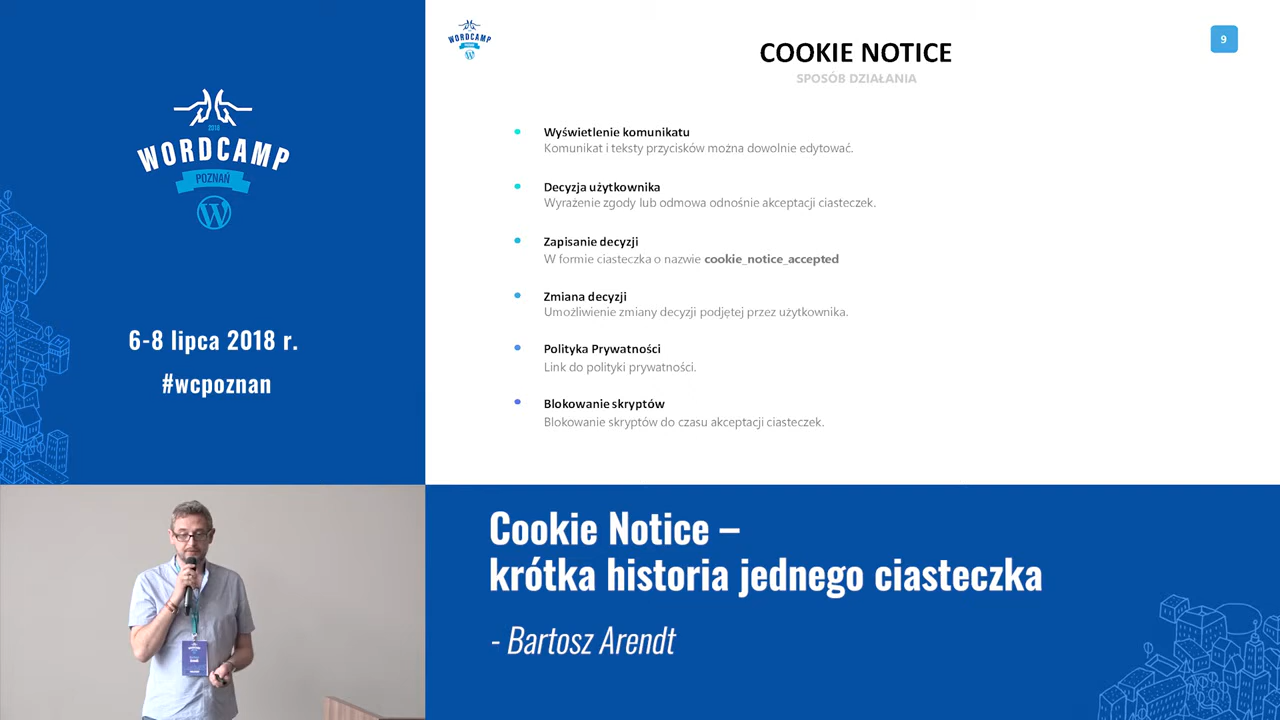 2018
WORDCAMP
POZNAŃ
6-8 lipca 2018 r.
#wcpoznan
WORDCAMP
COOKIE NOTICE
SPOSÓB DZIAŁANIA
9
Wyświetlenie komunikatu
Komunikat i teksty przycisków można dowolnie edytować.
Decyzja użytkownika
Wyrażenie zgody lub odmowa odnośnie akceptacji ciasteczek.
Zapisanie decyzji
W formie ciasteczka o nazwie cookie_notice_accepted
Zmiana decyzji
Umożliwienie zmiany decyzji podjętej przez użytkownika.
Polityka Prywatności
Link do polityki prywatności.
Blokowanie skryptów
Blokowanie skryptów do czasu akceptacji ciasteczek.
Cookie Notice –
krótka historia jednego ciasteczka
- Bartosz Arendt